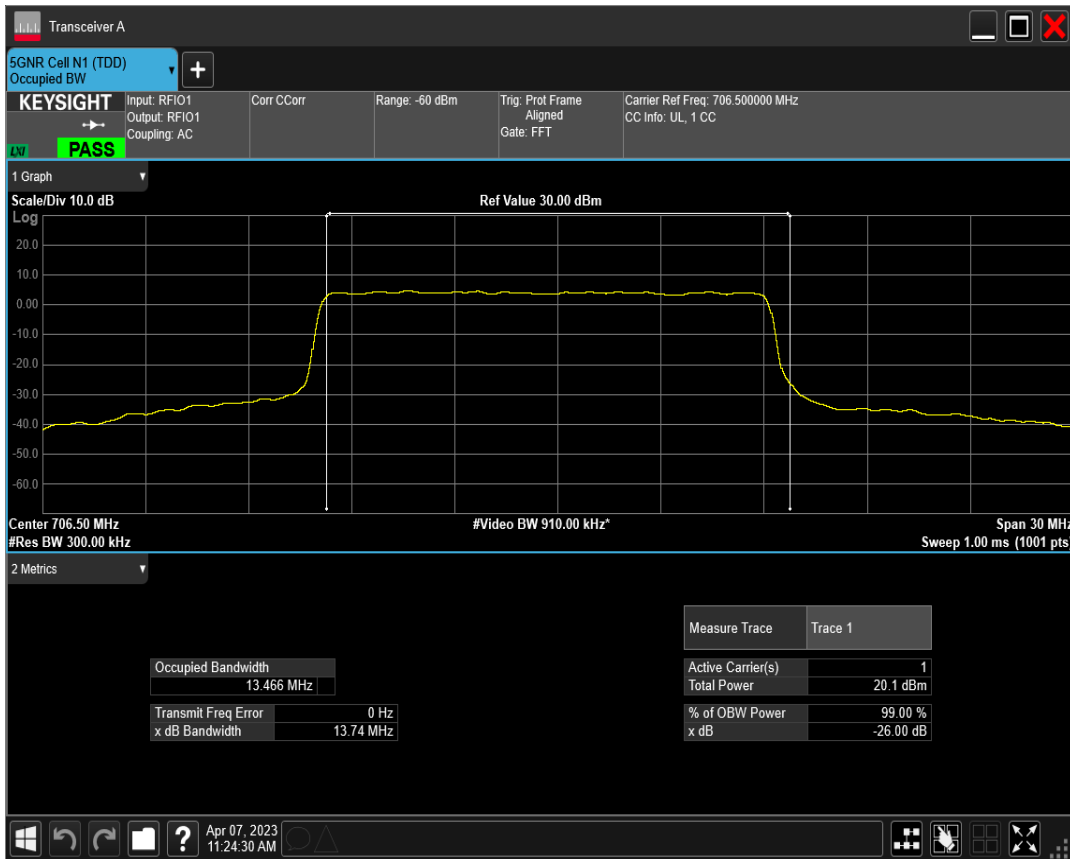 Transceiver A
5GNR Cell N1 (TDD)
Occupied BW
+
KEYSIGHT
LXI
PASS
Input: RFIO1
Output: RFIO1
Coupling: AC
Corr CCorr
Range: -60 dBm
Trig: Prot Frame
Aligned
Gate: FFT
Carrier Ref Freq: 706.500000 MHz
CC Info: UL, 1 CC
1 Graph
Scale/Div 10.0 dB
Ref Value 30.00 dBm
Log
20.0
10.0
0.00
-10.0
-20.0
-30.0
-40.0
-50.0
-60.0
Center 706.50 MHz
#Video BW 910.00 kHz*
Span 30 MHz
#Res BW 300.00 kHz
Sweep 1.00 ms (1001 pts)
2 Metrics
Measure Trace Trace 1
Occupied Bandwidth
13.466 MHz
Active Carrier(s) 1
Total Power 20.1 dBm
Transmit Freq Error 0 Hz
x dB Bandwidth 13.74 MHz
% of OBW Power 99.00 %
x dB -26.00 dB
?
Apr 07, 2023
11:24:30 AM